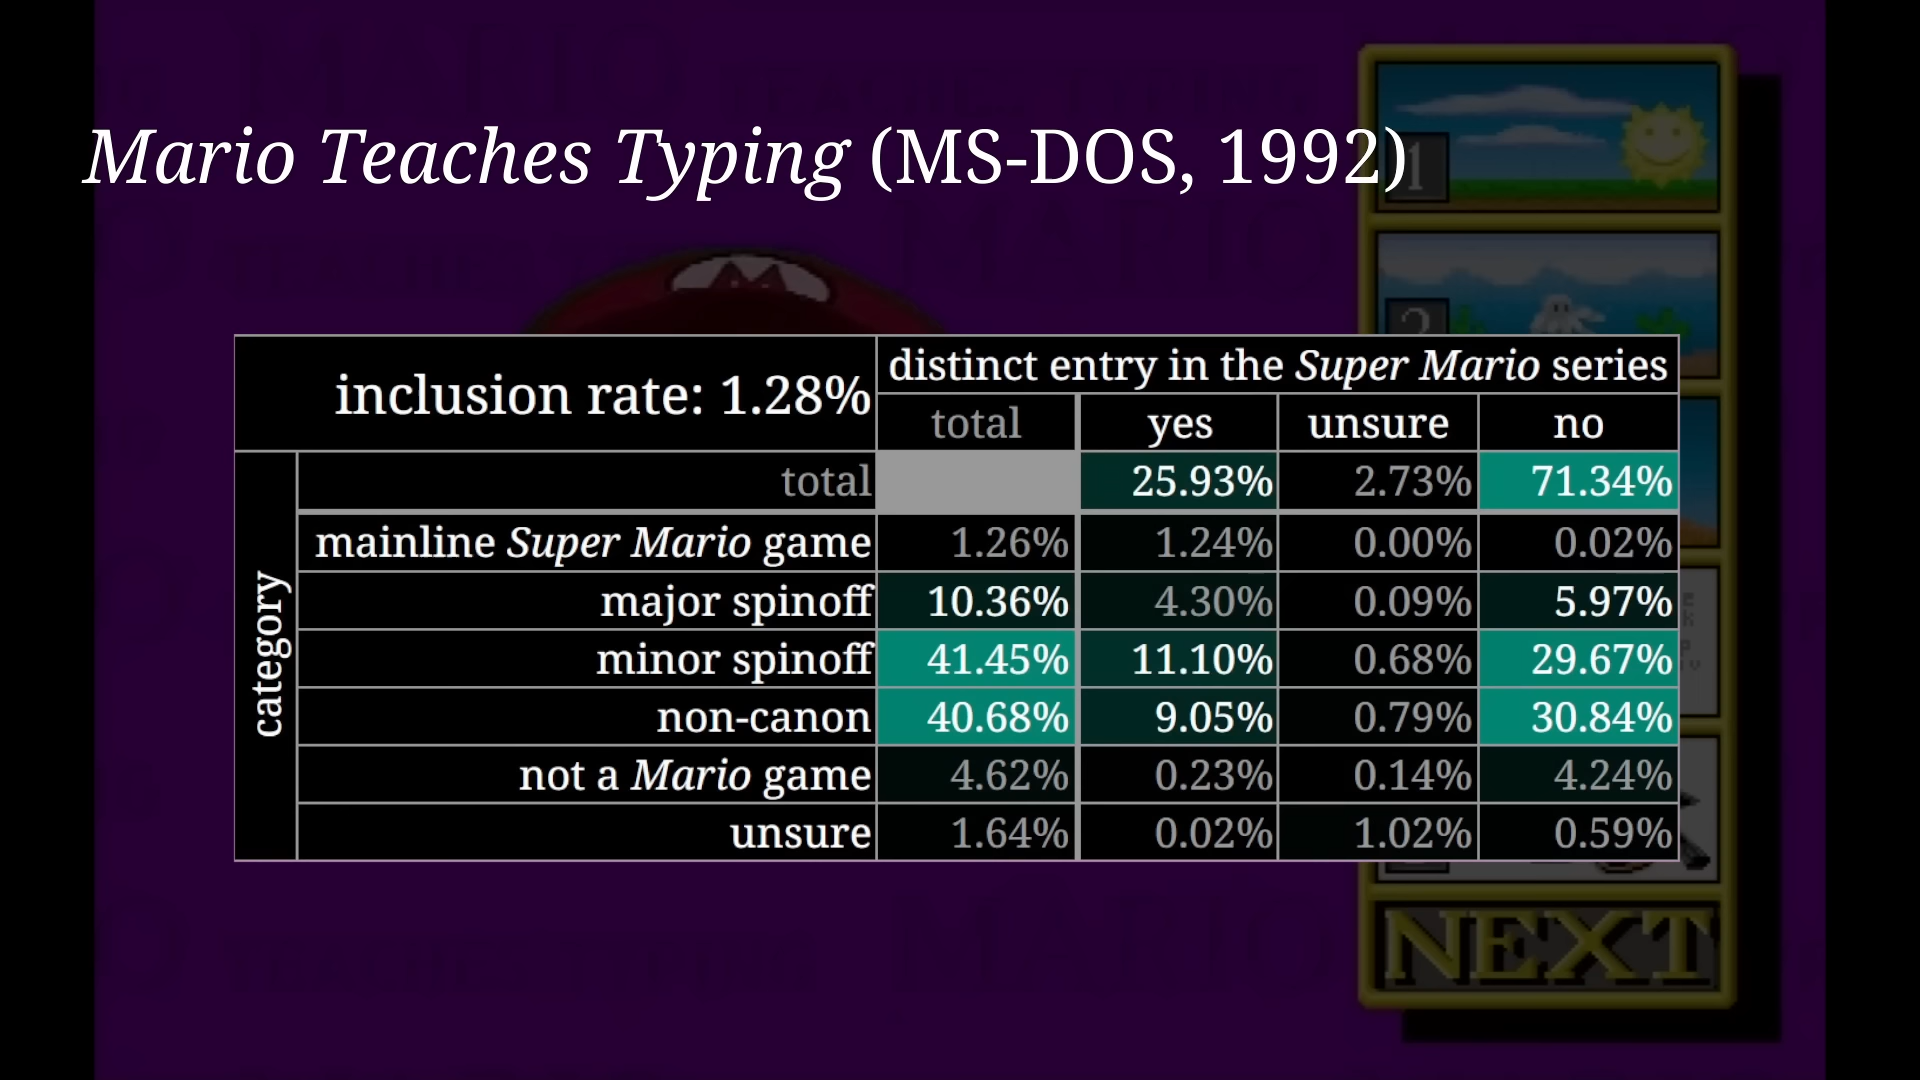 Mario Teaches Typing (MS-DOS, 1992)
1
2
inclusion rate: 1.28%
distinct entry in the Super Mario series
total yes unsure no
category
total 25.93% 2.73% 71.34%
mainline Super Mario game 1.26% 1.24% 0.00% 0.02%
major spinoff 10.36% 4.30% 0.09% 5.97%
minor spinoff 41.45% 11.10% 0.68% 29.67%
non-canon 40.68% 9.05% 0.79% 30.84%
not a Mario game 4.62% 0.23% 0.14% 4.24%
unsure 1.64% 0.02% 1.02% 0.59%
NEXT